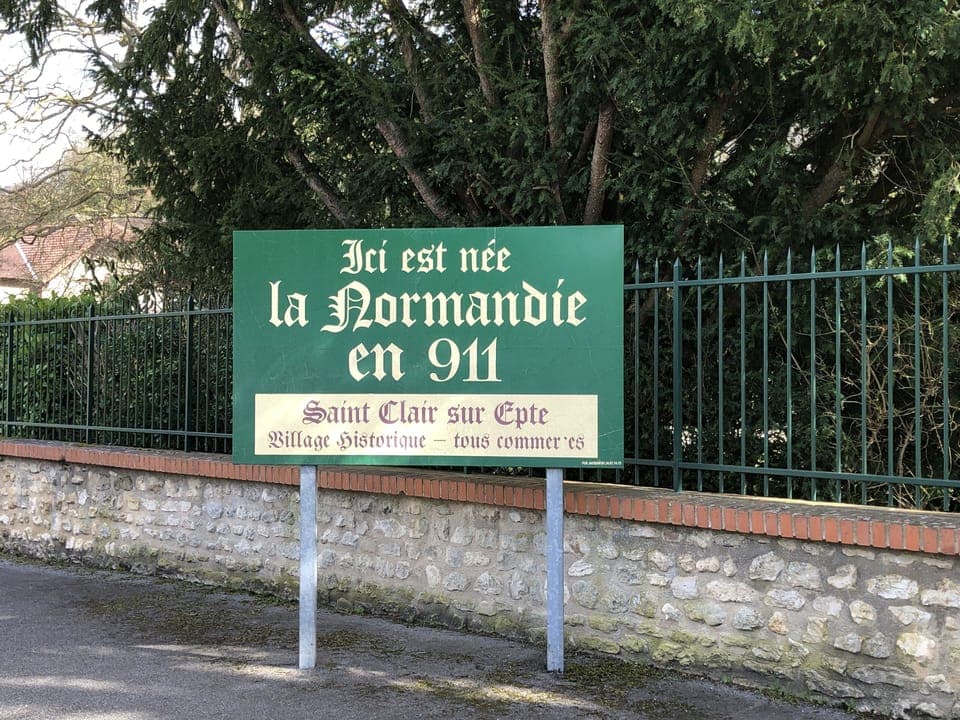 Ici est née
la Normandie
en 911
Saint Clair sur Epte
Village Historique – tous commer es